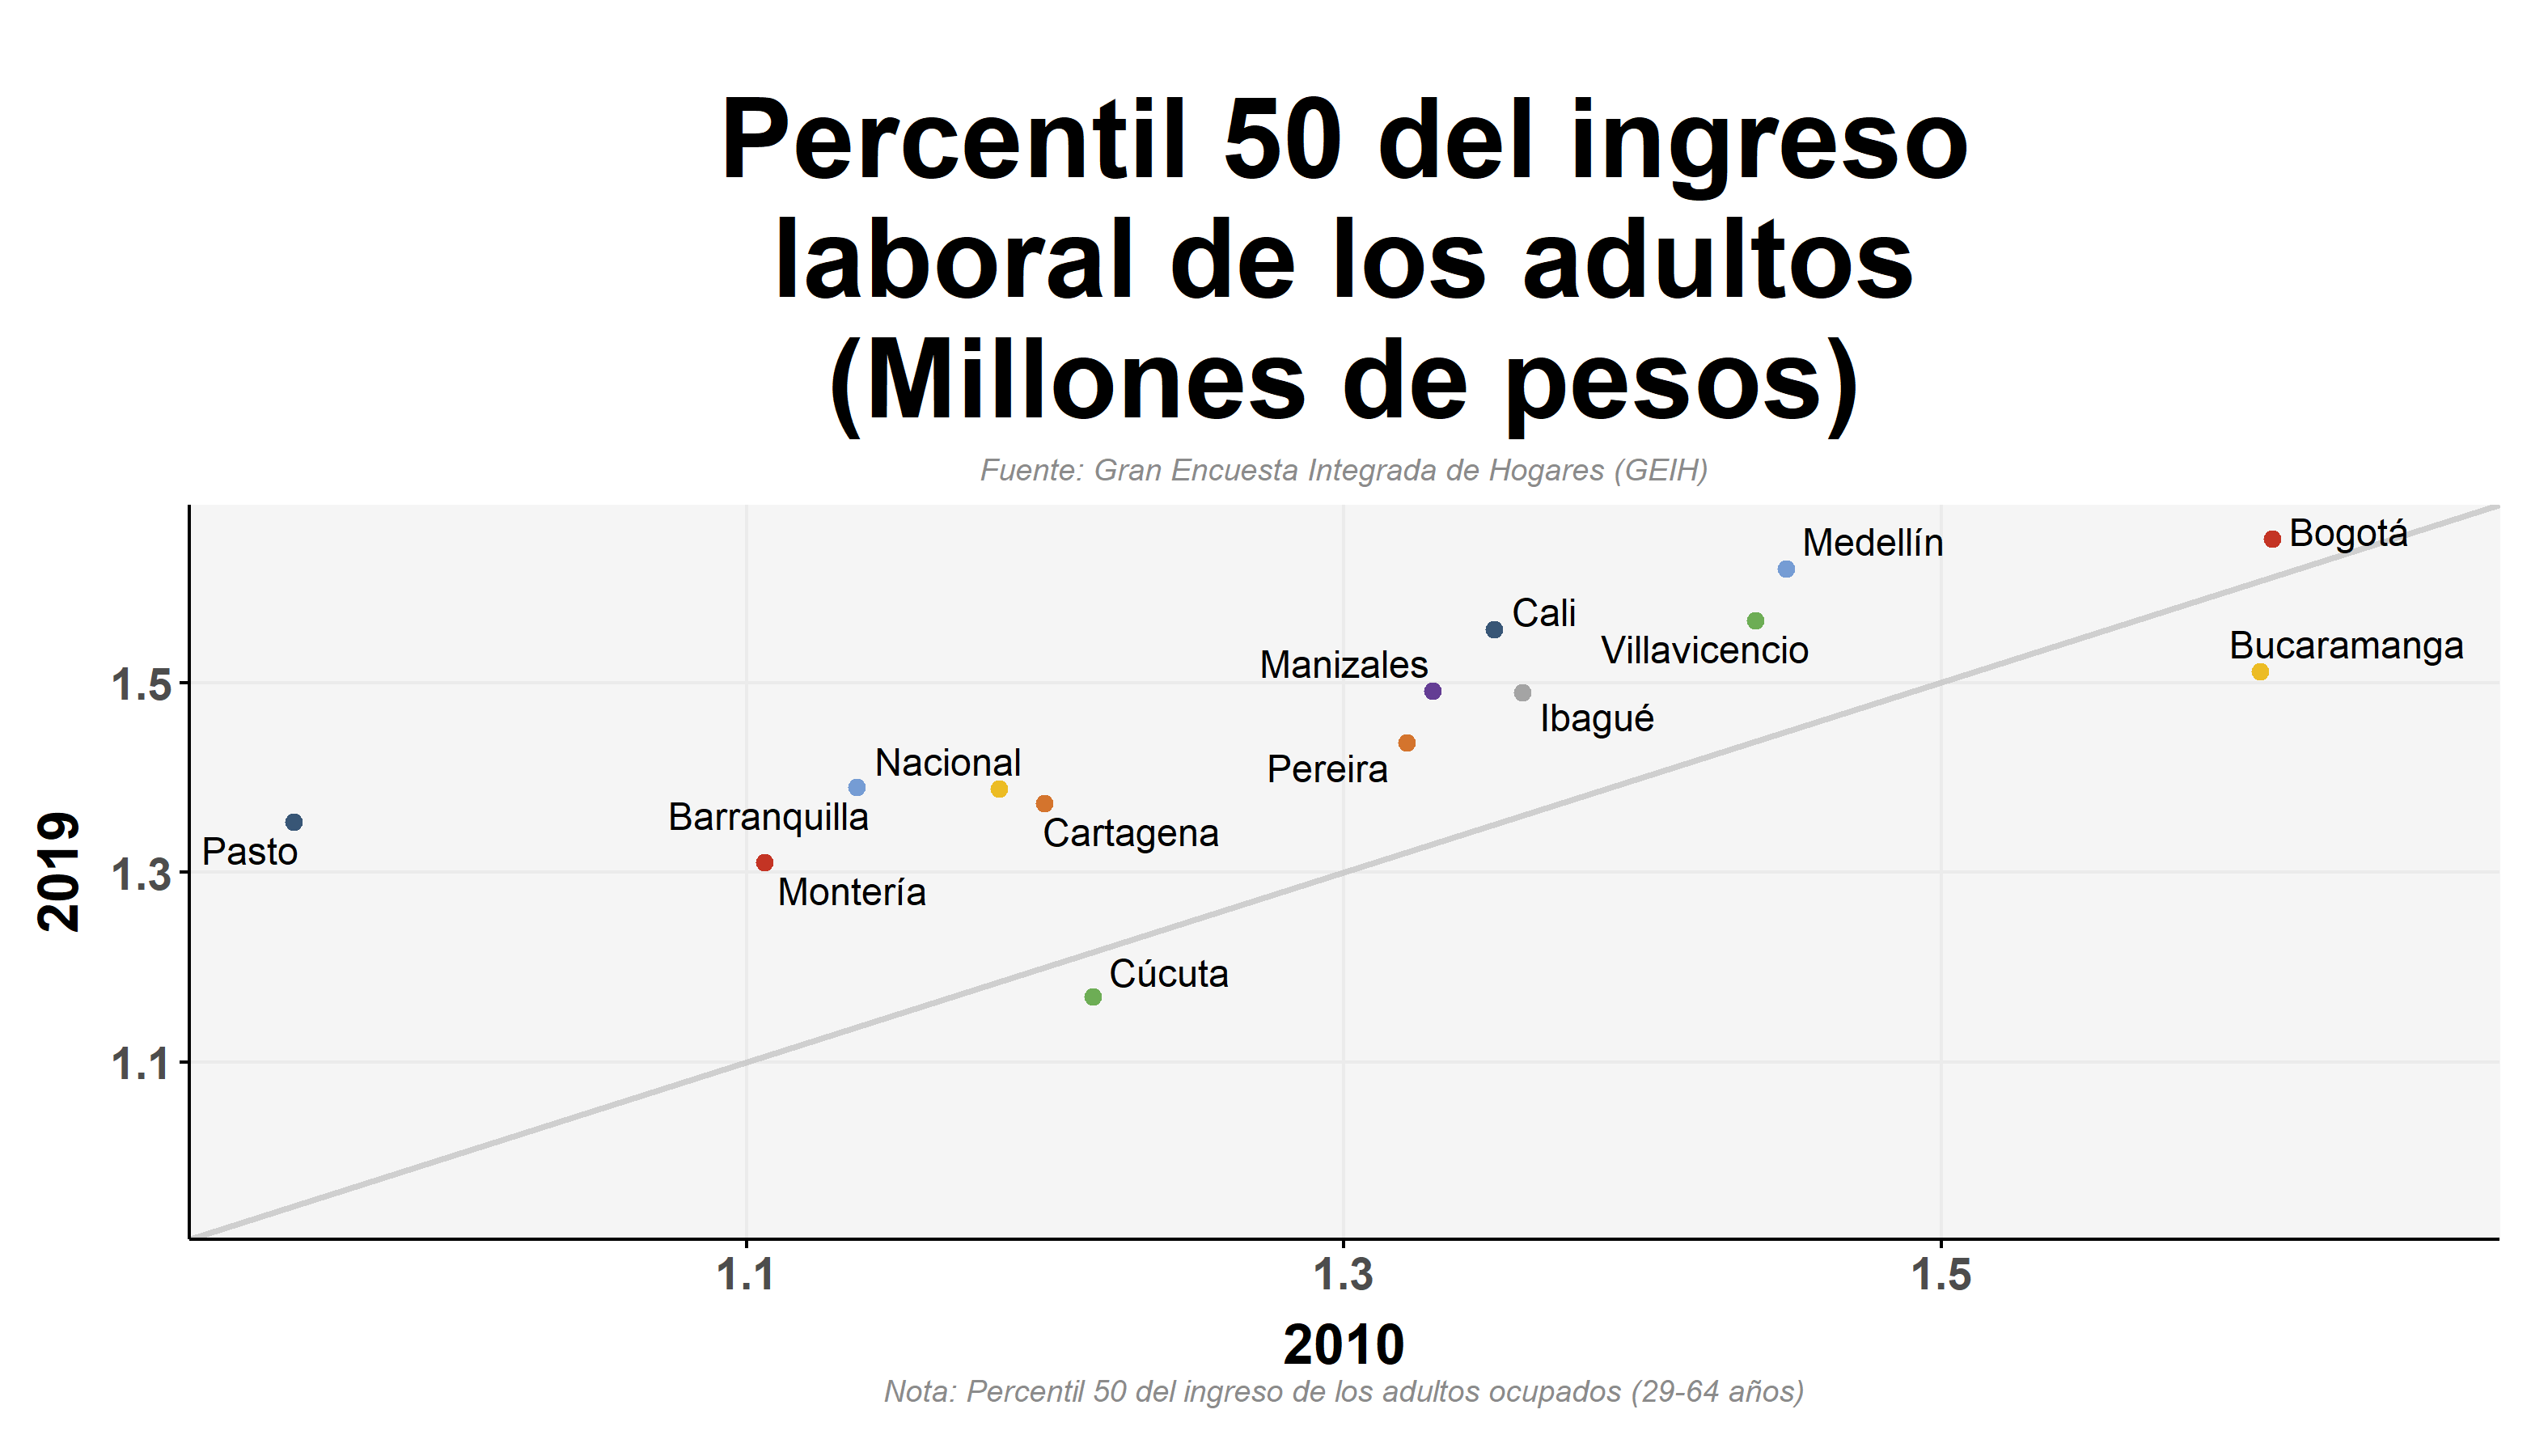 Percentil 50 del ingreso
laboral de los adultos
(Millones de pesos)
Fuente: Gran Encuesta Integrada de Hogares (GEIH)
Bogotá
Medellín
Cali
Villavicencio
Bucaramanga
Manizales
1.5
Ibagué
Nacional
Pereira
Barranquilla
Cartagena
Pasto
1.3
Montería
2019
Cúcuta
1.1
1.1
1.3
1.5
2010
Nota: Percentil 50 del ingreso de los adultos ocupados (29-64 años)